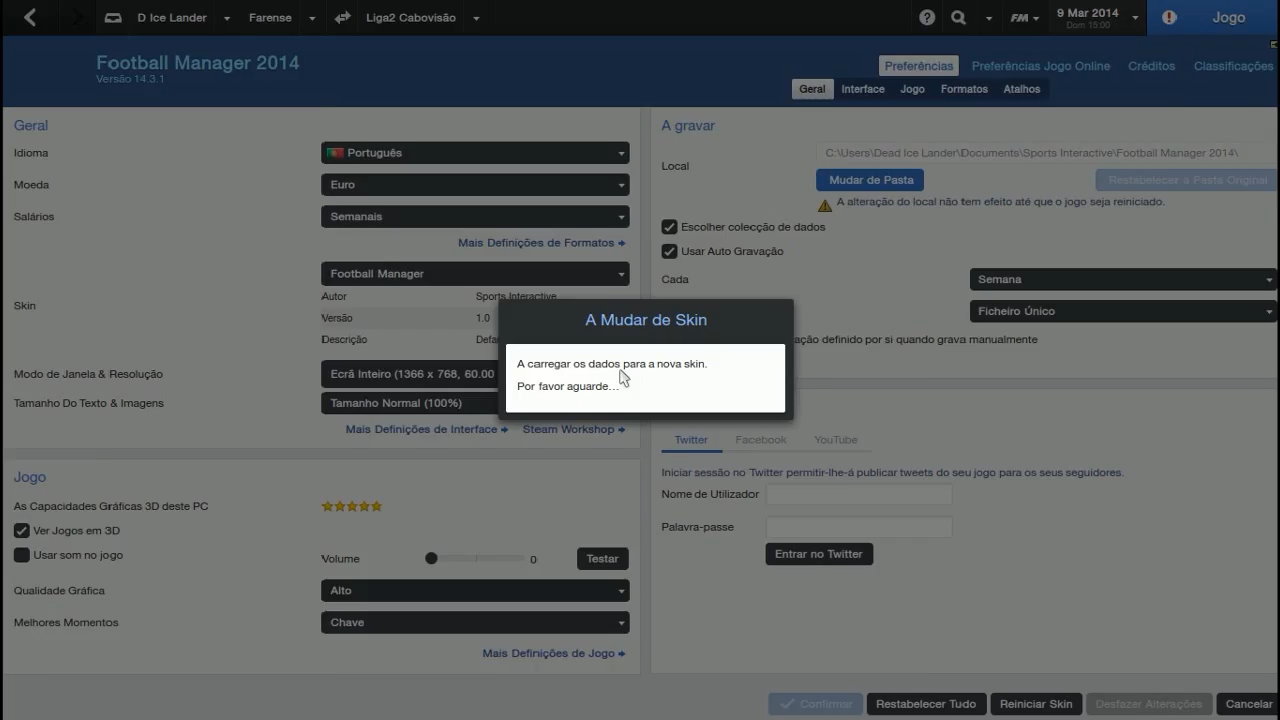 D Ice Lander
Farense
Liga2 Cabovisão
FM
9 Mar 2014
Dom 15:00
Jogo
Football Manager 2014
Versão 14.3.1
Preferências
Preferências Jogo Online
Créditos
Classificações
Geral
Interface
Jogo
Formatos
Atalhos
Geral
Idioma
Português
Moeda
Euro
Salários
Semanais
Mais Definições de Formatos
Skin
Football Manager
Autor
Sports Interactive
Versão
1.0
Descrição
Modo de Janela & Resolução
Ecrã Inteiro (1366 x 768, 60.00
Tamanho Do Texto & Imagens
Tamanho Normal (100%)
Mais Definições de Interface
Steam Workshop
Jogo
As Capacidades Gráficas 3D deste PC
Ver Jogos em 3D
Usar som no jogo
Volume
0
Testar
Qualidade Gráfica
Alto
Melhores Momentos
Chave
Mais Definições de Jogo
A Mudar de Skin
A carregar os dados para a nova skin.
Por favor aguarde...
A gravar
Local
C:\Users\Dead Ice Lander\Documents\Sports Interactive\Football Manager 2014\
Mudar de Pasta
Restabelecer a Pasta Original
A alteração do local não tem efeito até que o jogo seja reiniciado.
Escolher colecção de dados
Usar Auto Gravação
Cada
Semana
Ficheiro Único
definido por si quando grava manualmente
Twitter
Facebook
YouTube
Iniciar sessão no Twitter permitir-lhe-á publicar tweets do seu jogo para os seus seguidores.
Nome de Utilizador
Palavra-passe
Entrar no Twitter
Confirmar
Restabelecer Tudo
Reiniciar Skin
Desfazer Alterações
Cancelar